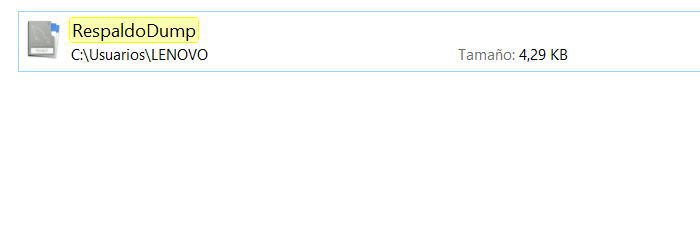 RespaldoDump
C:\Usuarios\LENOVO Tamaño: 4,29 KB